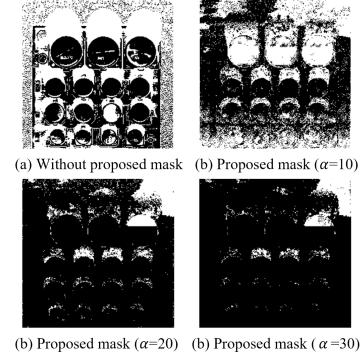 (a) Without proposed mask (b) Proposed mask (α=10)
(b) Proposed mask (α=20) (b) Proposed mask ( α =30)